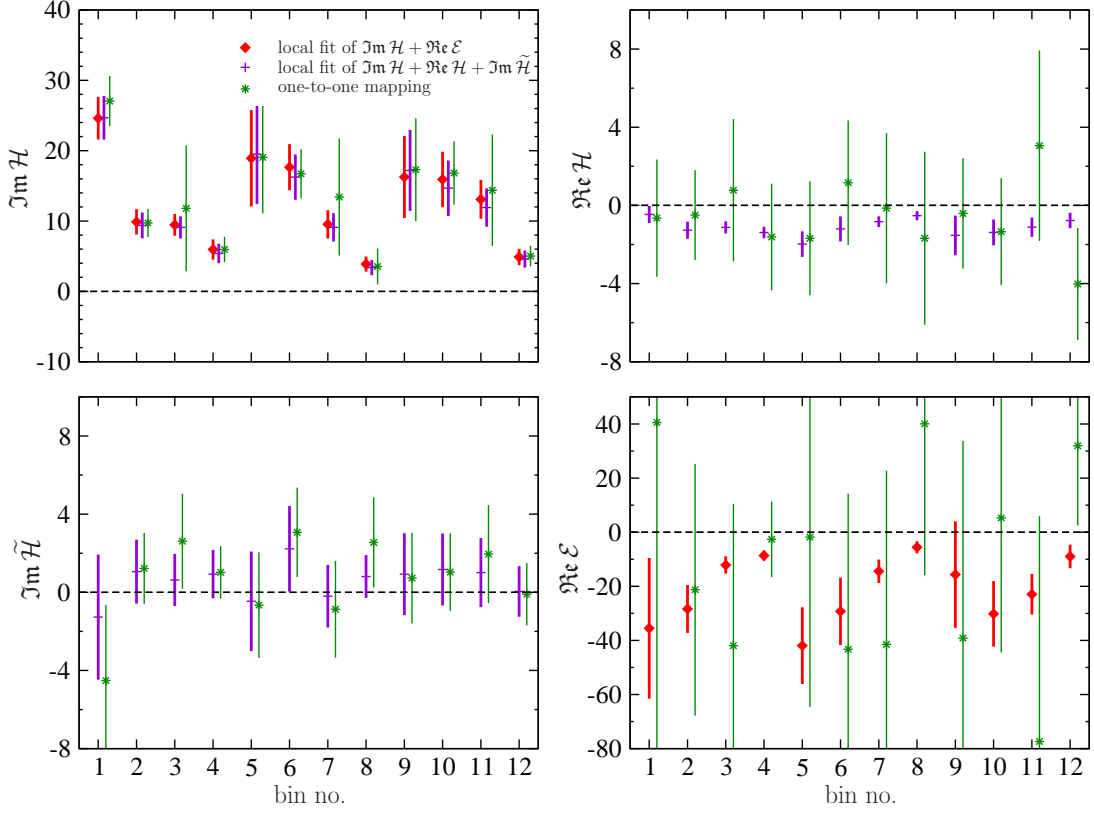 40
30
20
10
0
-10
ℑm ℋ
local fit of ℑm ℋ + ℜe ℰ
local fit of ℑm ℋ + ℜe ℋ + ℑm ℋ̃
one-to-one mapping
8
4
0
-4
-8
ℜe ℋ
8
4
0
-4
-8
ℑm ℋ̃
1 2 3 4 5 6 7 8 9 10 11 12
bin no.
40
20
0
-20
-40
-60
-80
ℜe ℰ
1 2 3 4 5 6 7 8 9 10 11 12
bin no.